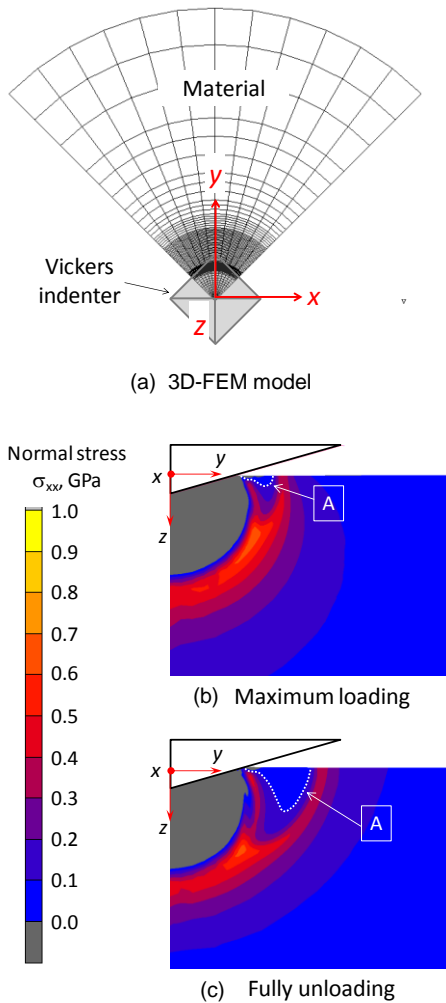 Material
y
Vickers
indenter
x
z
(a) 3D-FEM model
Normal stress
σxx, GPa
1.0
0.9
0.8
0.7
0.6
0.5
0.4
0.3
0.2
0.1
0.0
x
y
z
A
(b) Maximum loading
x
y
z
A
(c) Fully unloading